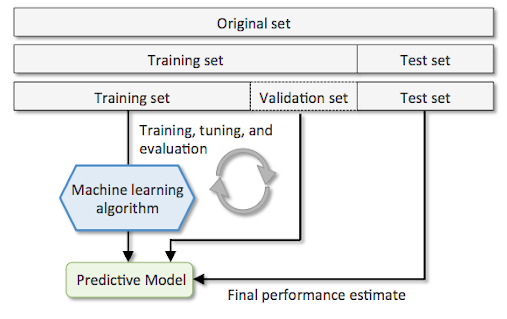 Original set
Training set
Test set
Training set
Validation set
Test set
Training, tuning, and
evaluation
Machine learning
algorithm
Predictive Model
Final performance estimate